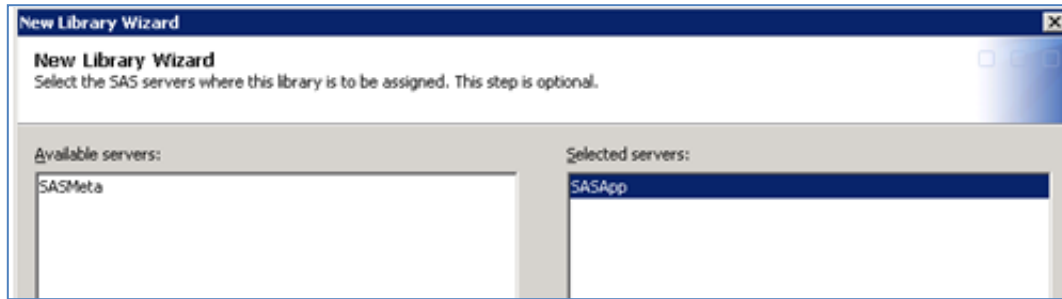 New Library Wizard
New Library Wizard
Select the SAS servers where this library is to be assigned. This step is optional.
Available servers:
Selected servers:
SASMeta
SASApp